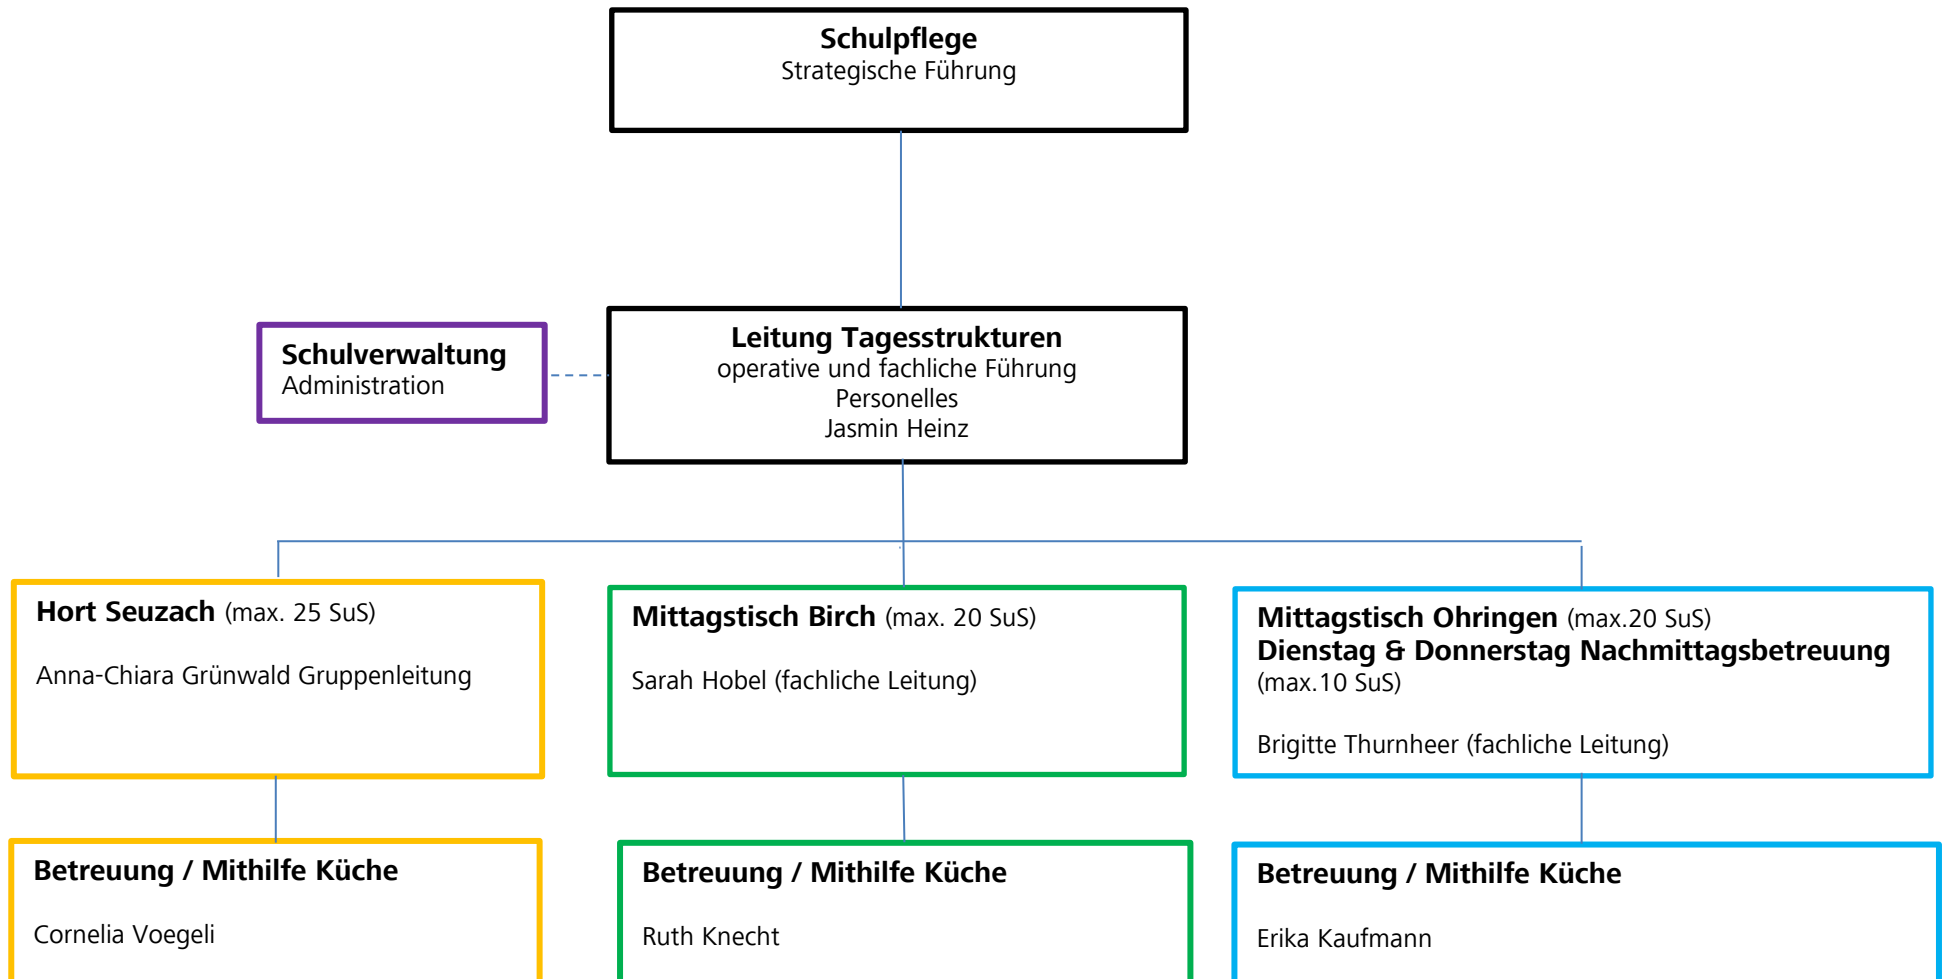 Schulpflege
Strategische Führung
Schulverwaltung
Administration
Leitung Tagesstrukturen
operative und fachliche Führung
Personelles
Jasmin Heinz
Hort Seuzach (max. 25 SuS)
Anna-Chiara Grünwald Gruppenleitung
Mittagstisch Birch (max. 20 SuS)
Sarah Hobel (fachliche Leitung)
Mittagstisch Ohringen (max.20 SuS)
Dienstag & Donnerstag Nachmittagsbetreuung
(max.10 SuS)
Brigitte Thurnheer (fachliche Leitung)
Betreuung / Mithilfe Küche
Cornelia Voegeli
Betreuung / Mithilfe Küche
Ruth Knecht
Betreuung / Mithilfe Küche
Erika Kaufmann